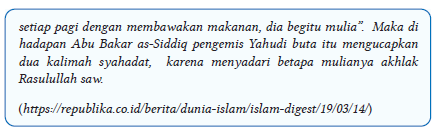 setiap pagi dengan membawakan makanan, dia begitu mulia”. Maka di
hadapan Abu Bakar as-Siddiq pengemis Yahudi buta itu mengucapkan
dua kalimah syahadat, karena menyadari betapa mulianya akhlak
Rasulullah saw.
(https://republika.co.id/berita/dunia-islam/islam-digest/19/03/14/)